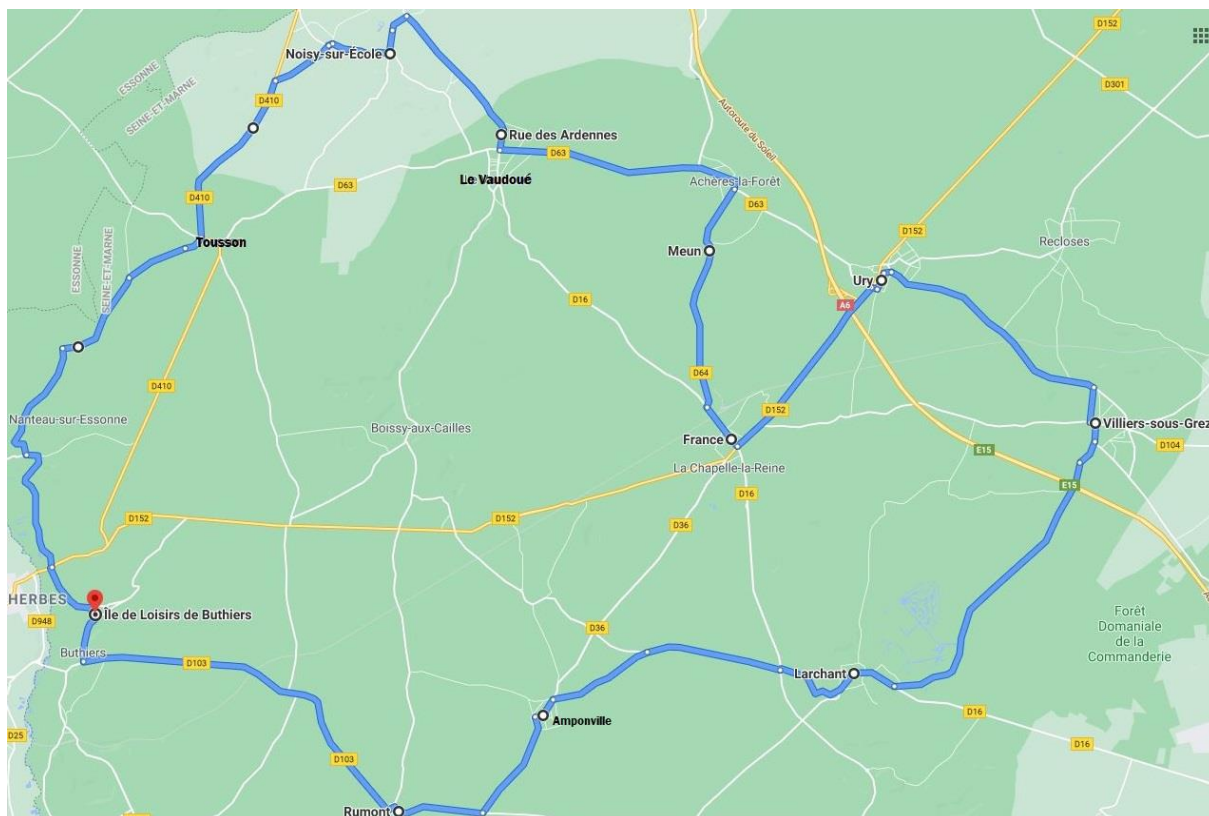 D152
D301
Noisy-sur-École
ESSONNE
SEINE-ET-MARNE
D410
Autoroute du Soleil
Rue des Ardennes
D63
Le Vaudoué
D63
Achères-la-Forêt
D63
D410
Tousson
ESSONNE
SEINE-ET-MARNE
D152
Recloses
Meun
Ury
D16
A6
D64
D410
D152
Nanteau-sur-Essonne
Boissy-aux-Cailles
France
Villiers-sous-Grez
D104
E15
La Chapelle-la-Reine
D16
E15
D152
D152
D36
HERBES
Île de Loisirs de Buthiers
D948
D36
Forêt
Domaniale
de la
Commanderie
Buthiers
D103
Larchant
D16
Amponville
D25
D103
D16
Rumont